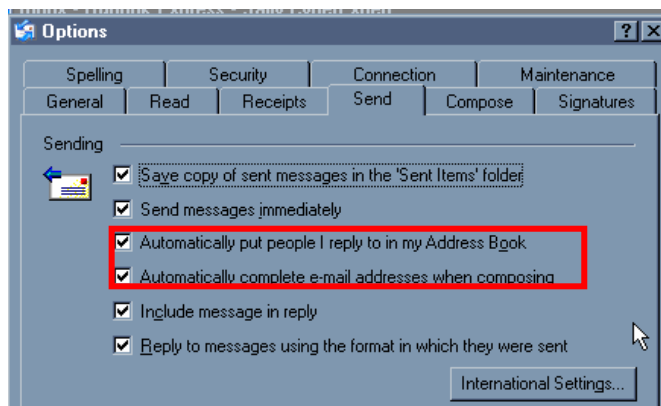 Options
Spelling Security Connection Maintenance
General Read Receipts Send Compose Signatures
Sending
Save copy of sent messages in the 'Sent Items' folder
Send messages immediately
Automatically put people I reply to in my Address Book
Automatically complete e-mail addresses when composing
Include message in reply
Reply to messages using the format in which they were sent
International Settings...